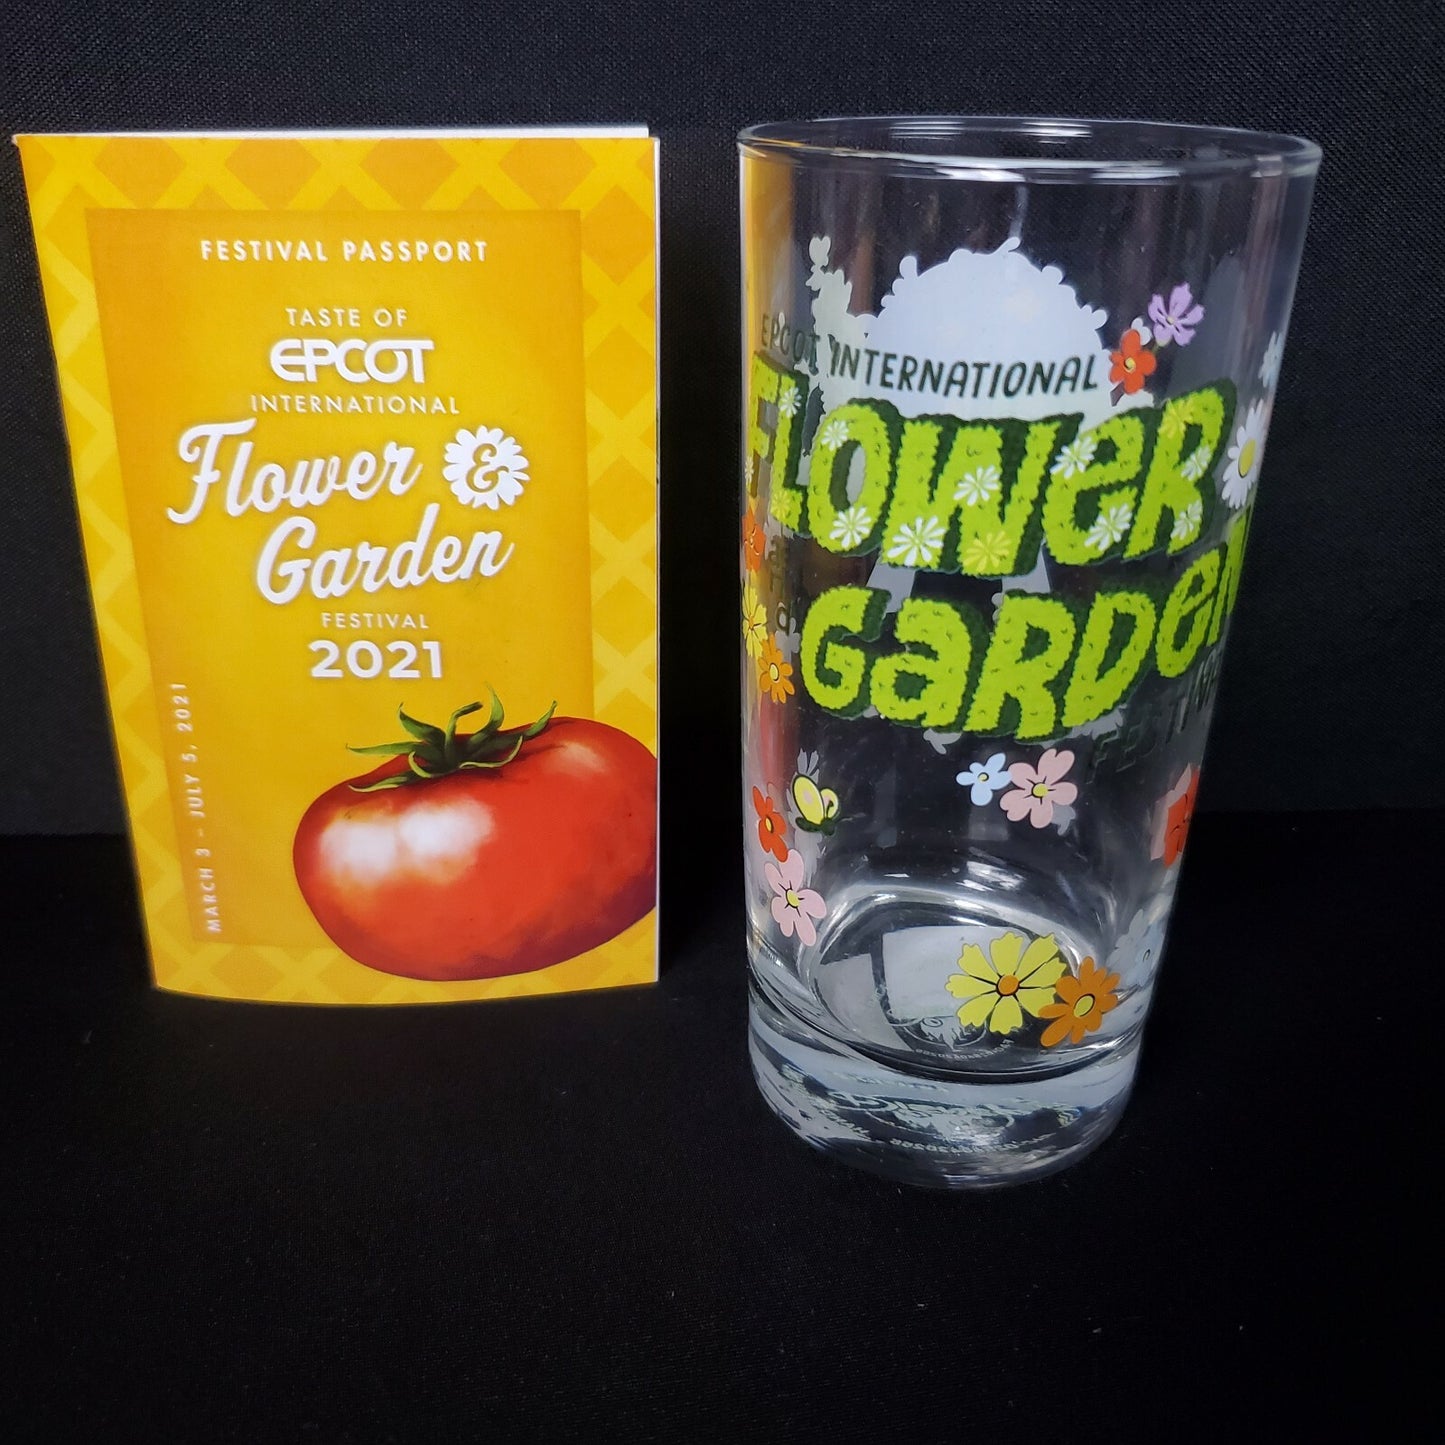 FESTIVAL PASSPORT
TASTE OF
EPCOT
INTERNATIONAL
Flower &
Garden
FESTIVAL
2021
MARCH 3 - JULY 5, 2021
EPCOT INTERNATIONAL
FLOWER
GARDEN
FESTIVAL